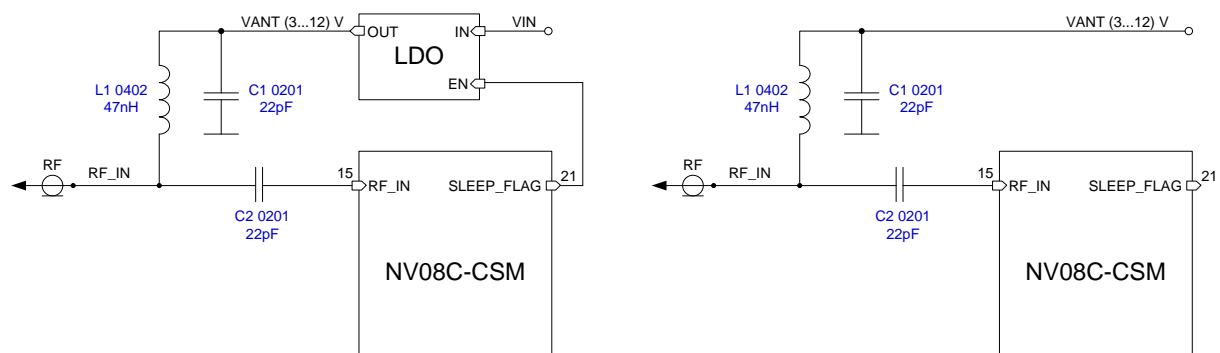 VANT (3...12) V
OUT
IN
VIN
LDO
EN
L1 0402
47nH
C1 0201
22pF
RF
RF_IN
15
RF_IN
SLEEP_FLAG
21
C2 0201
22pF
NV08C-CSM
VANT (3...12) V
L1 0402
47nH
C1 0201
22pF
RF
RF_IN
15
RF_IN
SLEEP_FLAG
21
C2 0201
22pF
NV08C-CSM